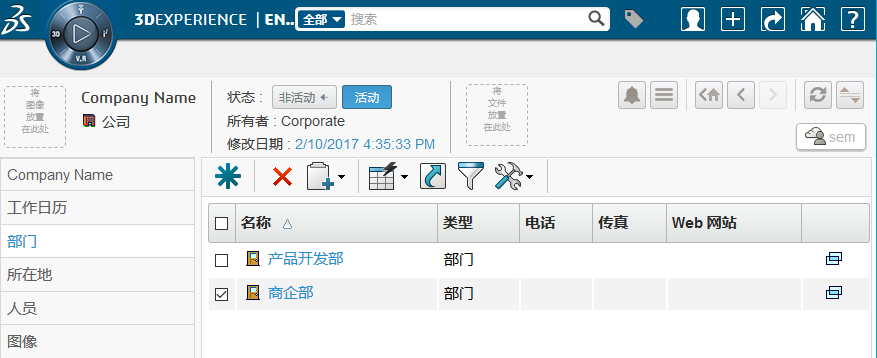 3DEXPERIENCE | EN.. 全部 搜索
3D V.R
将
图像
放置
在此处
Company Name
公司
状态 : 非活动 活动
所有者 : Corporate
修改日期 : 2/10/2017 4:35:33 PM
将
文件
放置
在此处
sem
Company Name
工作日历
部门
所在地
人员
图像
名称 类型 电话 传真 Web 网站
产品开发部 部门
商企部 部门